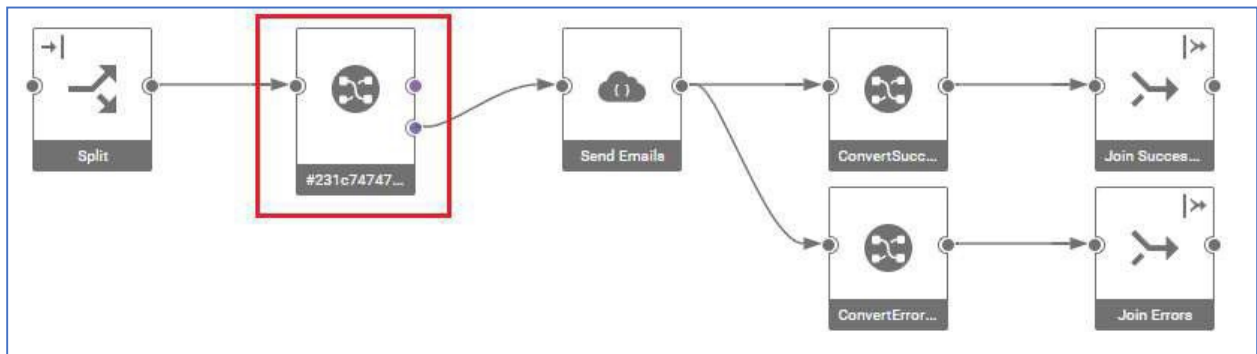 Split
#231c74747...
Send Emails
ConvertSucc...
Join Succes...
ConvertError...
Join Errors